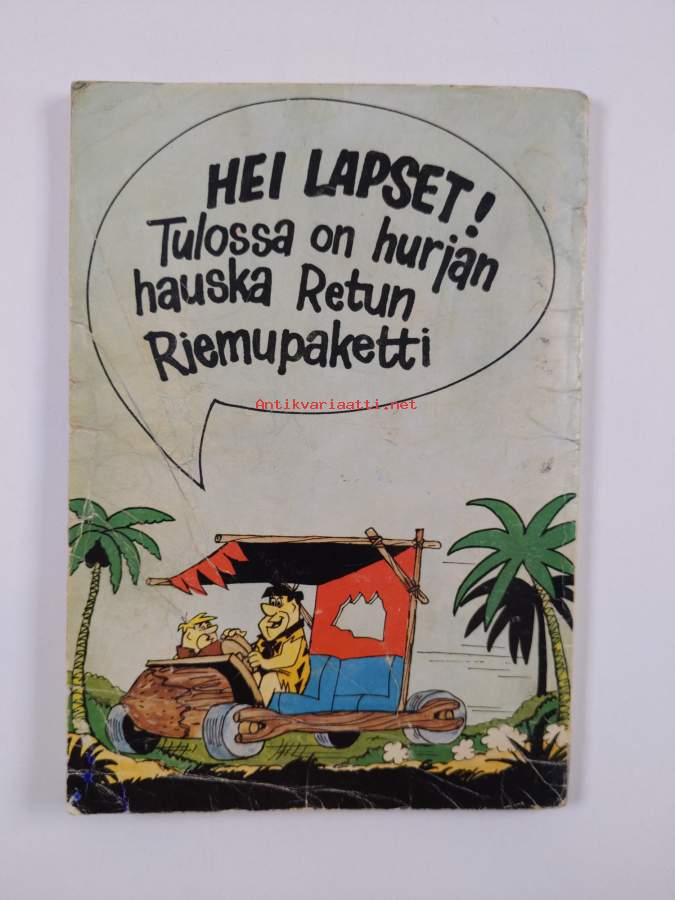 HEI LAPSET!
Tulossa on hurjan
hauska Retun
Riemupaketti
Antikvariaatti.net